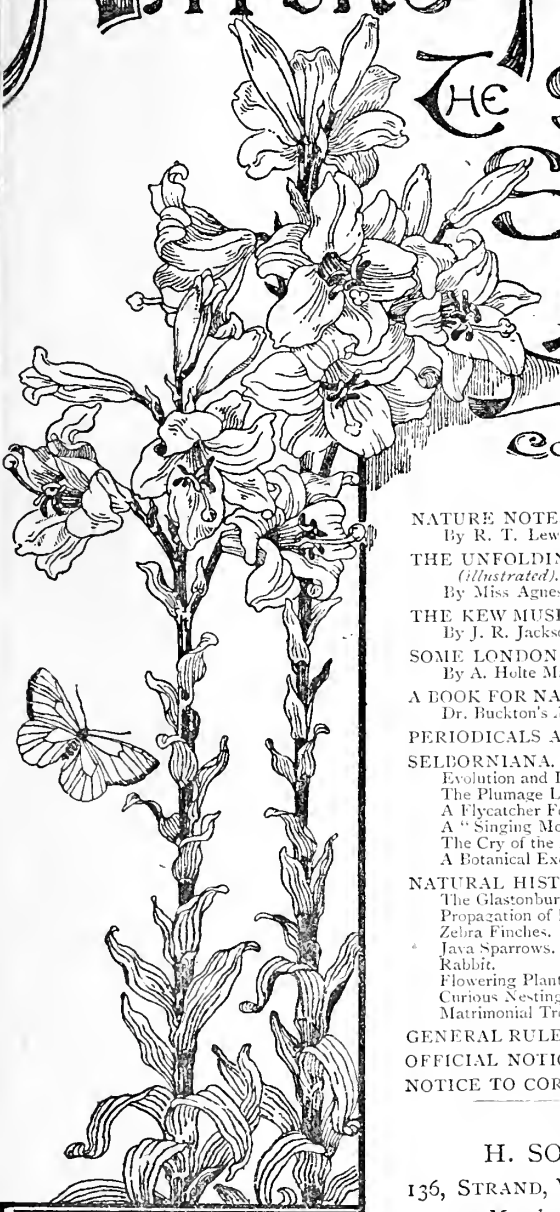 THE
NATURE NOTE
By R. T. Lew
THE UNFOLDIN
(illustrated).
By Miss Agnes
THE KEW MUSE
By J. R. Jackso
SOME LONDON
By A. Holte M
A BOOK FOR NA
Dr. Buckton's
PERIODICALS A
SELBORNIANA.
Evolution and
The Plumage L
A Flycatcher F
A "Singing Mo
The Cry of the
A Botanical Exc
NATURAL HIST
The Glastonbur
Propagation of
Zebra Finches.
Java Sparrows.
Rabbit.
Flowering Plant
Curious Nesting
Matrimonial Tr
GENERAL RULE
OFFICIAL NOTIC
NOTICE TO COR
H. SO
136, STRAND,